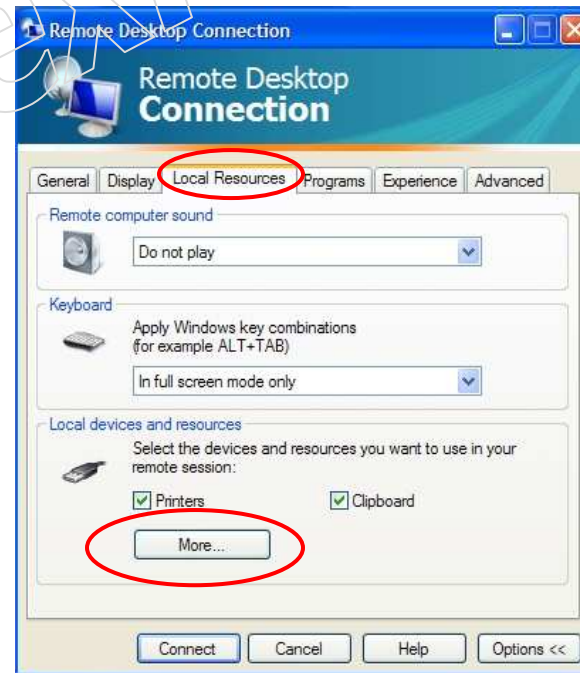 Remote Desktop Connection
Remote Desktop
Connection
General Display Local Resources Programs Experience Advanced
Remote computer sound
Do not play
Keyboard
Apply Windows key combinations
(for example ALT+TAB)
In full screen mode only
Local devices and resources
Select the devices and resources you want to use in your
remote session:
Printers Clipboard
More...
Connect Cancel Help Options <<